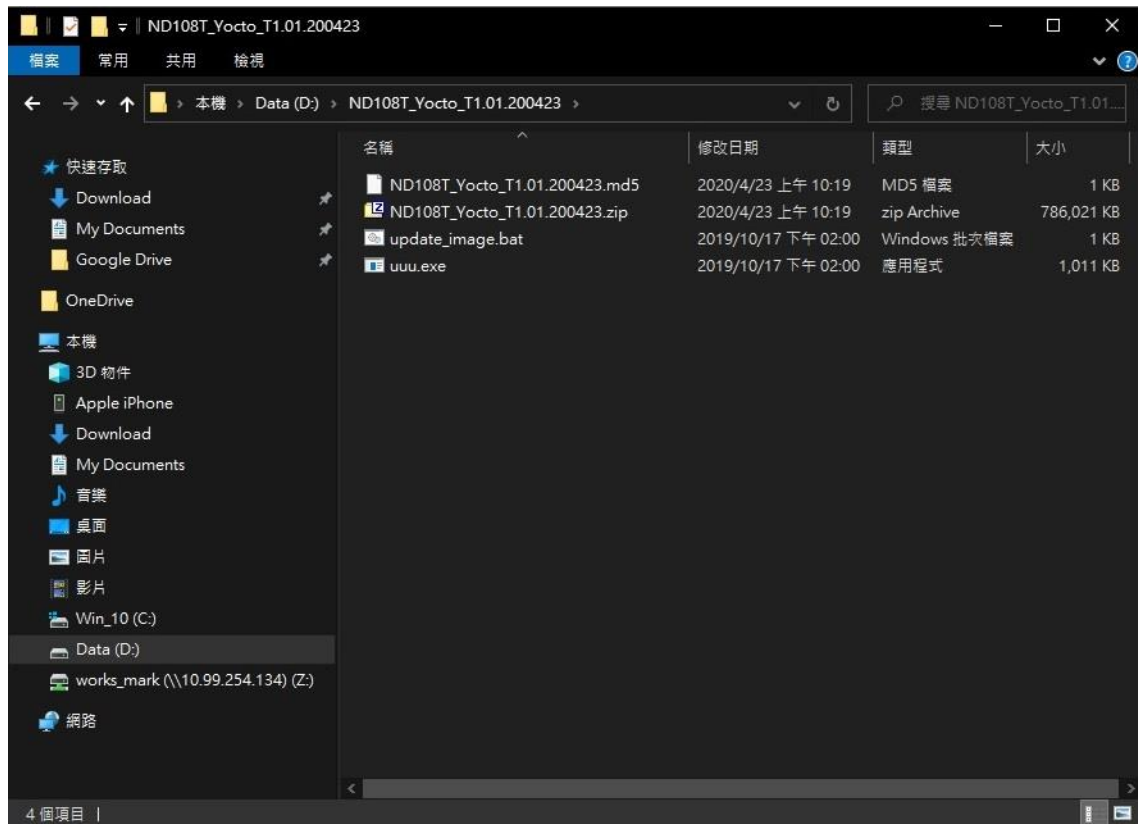 ND108T_Yocto_T1.01.200423
檔案 常用 共用 檢視
本機 Data (D:) ND108T_Yocto_T1.01.200423 搜尋 ND108T_Yocto_T1.01....
名稱 修改日期 類型 大小
ND108T_Yocto_T1.01.200423.md5 2020/4/23 上午 10:19 MD5 檔案 1 KB
ND108T_Yocto_T1.01.200423.zip 2020/4/23 上午 10:19 zip Archive 786,021 KB
update_image.bat 2019/10/17 下午 02:00 Windows 批次檔案 1 KB
uuu.exe 2019/10/17 下午 02:00 應用程式 1,011 KB
快速存取
Download
My Documents
Google Drive
OneDrive
本機
3D 物件
Apple iPhone
Download
My Documents
音樂
桌面
圖片
影片
Win_10 (C:)
Data (D:)
works_mark (\\10.99.254.134) (Z:)
網路
4 個項目